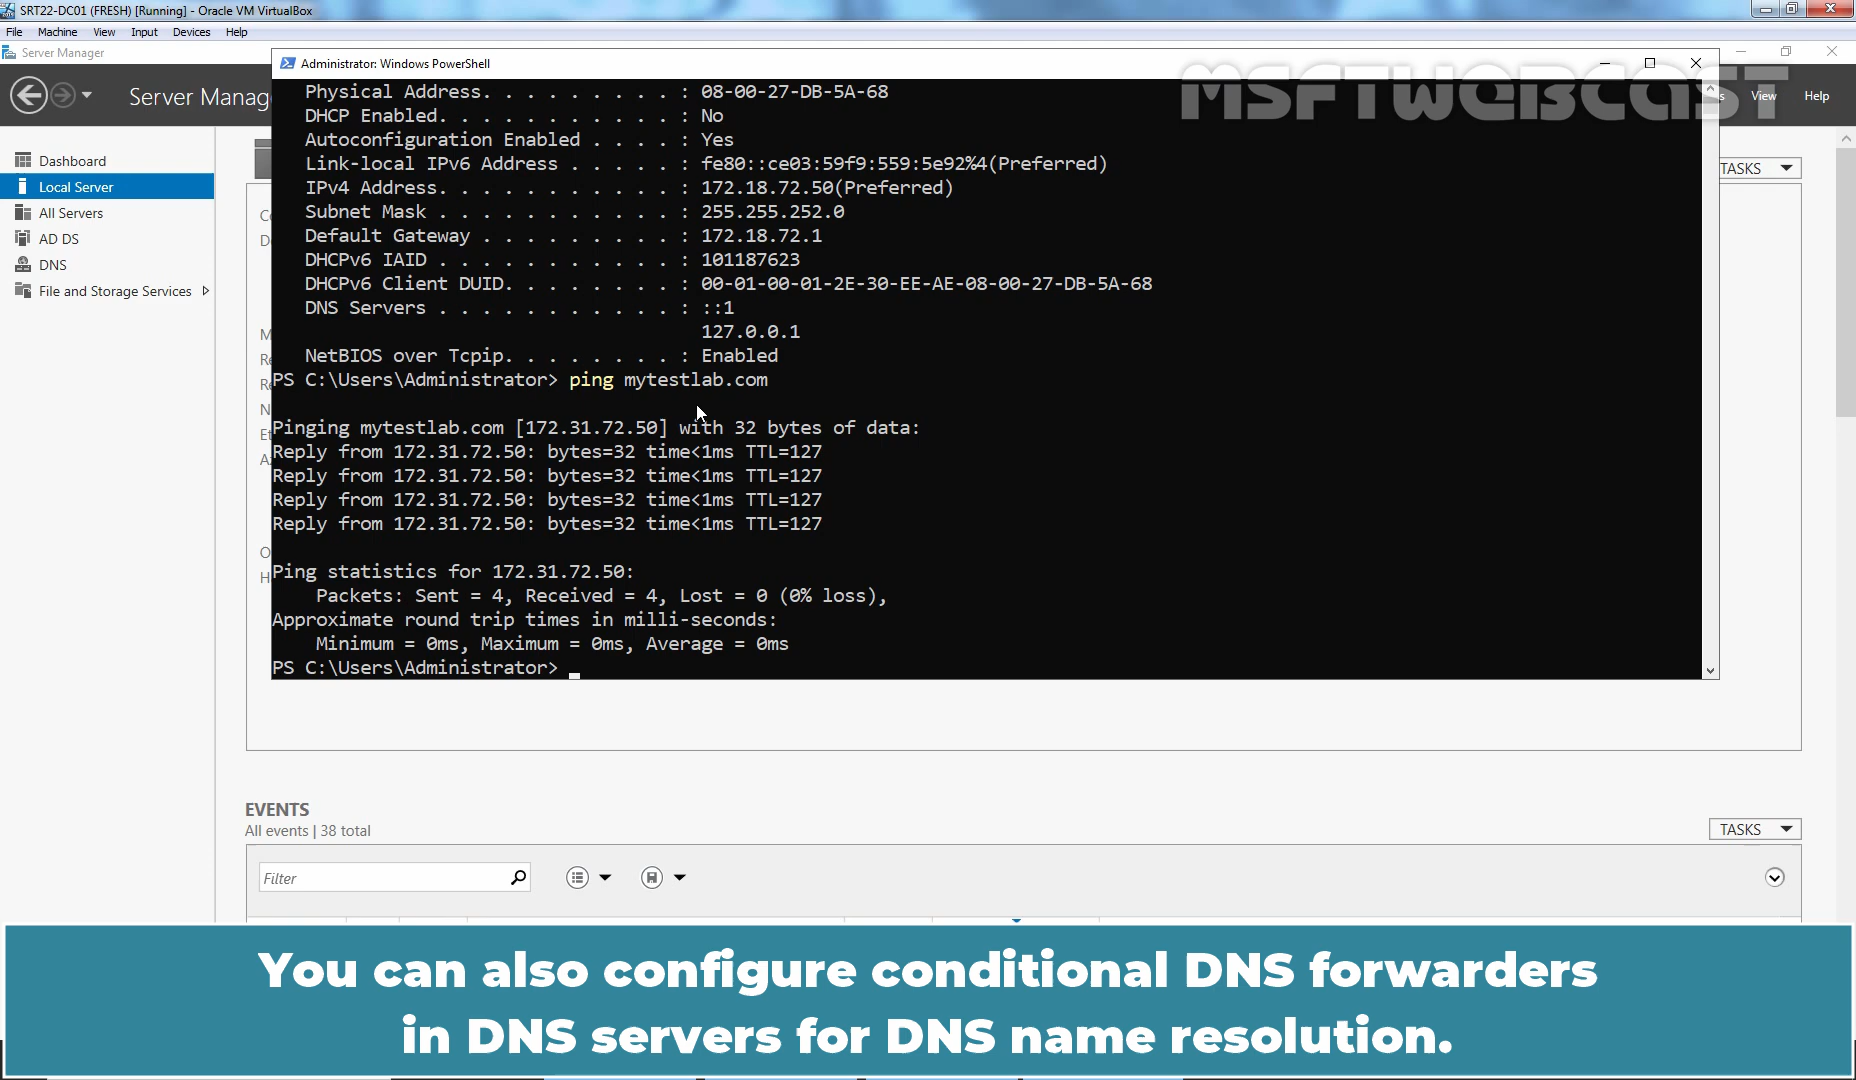 SRT22-DC01 (FRESH) [Running] - Oracle VM VirtualBox
File Machine View Input Devices Help
Server Manager
Administrator: Windows PowerShell
MSFTWEBCAST
Server Manag
View Help
Dashboard
Local Server
All Servers
AD DS
DNS
File and Storage Services
TASKS
Physical Address. . . . . . . . . : 08-00-27-DB-5A-68
DHCP Enabled. . . . . . . . . . . : No
Autoconfiguration Enabled . . . . : Yes
Link-local IPv6 Address . . . . . : fe80::ce03:59f9:559:5e92%4(Preferred)
IPv4 Address. . . . . . . . . . . : 172.18.72.50(Preferred)
Subnet Mask . . . . . . . . . . . : 255.255.252.0
Default Gateway . . . . . . . . . : 172.18.72.1
DHCPv6 IAID . . . . . . . . . . . : 101187623
DHCPv6 Client DUID. . . . . . . . : 00-01-00-01-2E-30-EE-AE-08-00-27-DB-5A-68
DNS Servers . . . . . . . . . . . : ::1
127.0.0.1
NetBIOS over Tcpip. . . . . . . . : Enabled
PS C:\Users\Administrator> ping mytestlab.com
Pinging mytestlab.com [172.31.72.50] with 32 bytes of data:
Reply from 172.31.72.50: bytes=32 time<1ms TTL=127
Reply from 172.31.72.50: bytes=32 time<1ms TTL=127
Reply from 172.31.72.50: bytes=32 time<1ms TTL=127
Reply from 172.31.72.50: bytes=32 time<1ms TTL=127
Ping statistics for 172.31.72.50:
Packets: Sent = 4, Received = 4, Lost = 0 (0% loss),
Approximate round trip times in milli-seconds:
Minimum = 0ms, Maximum = 0ms, Average = 0ms
PS C:\Users\Administrator>
EVENTS
All events | 38 total
TASKS
Filter
You can also configure conditional DNS forwarders
in DNS servers for DNS name resolution.